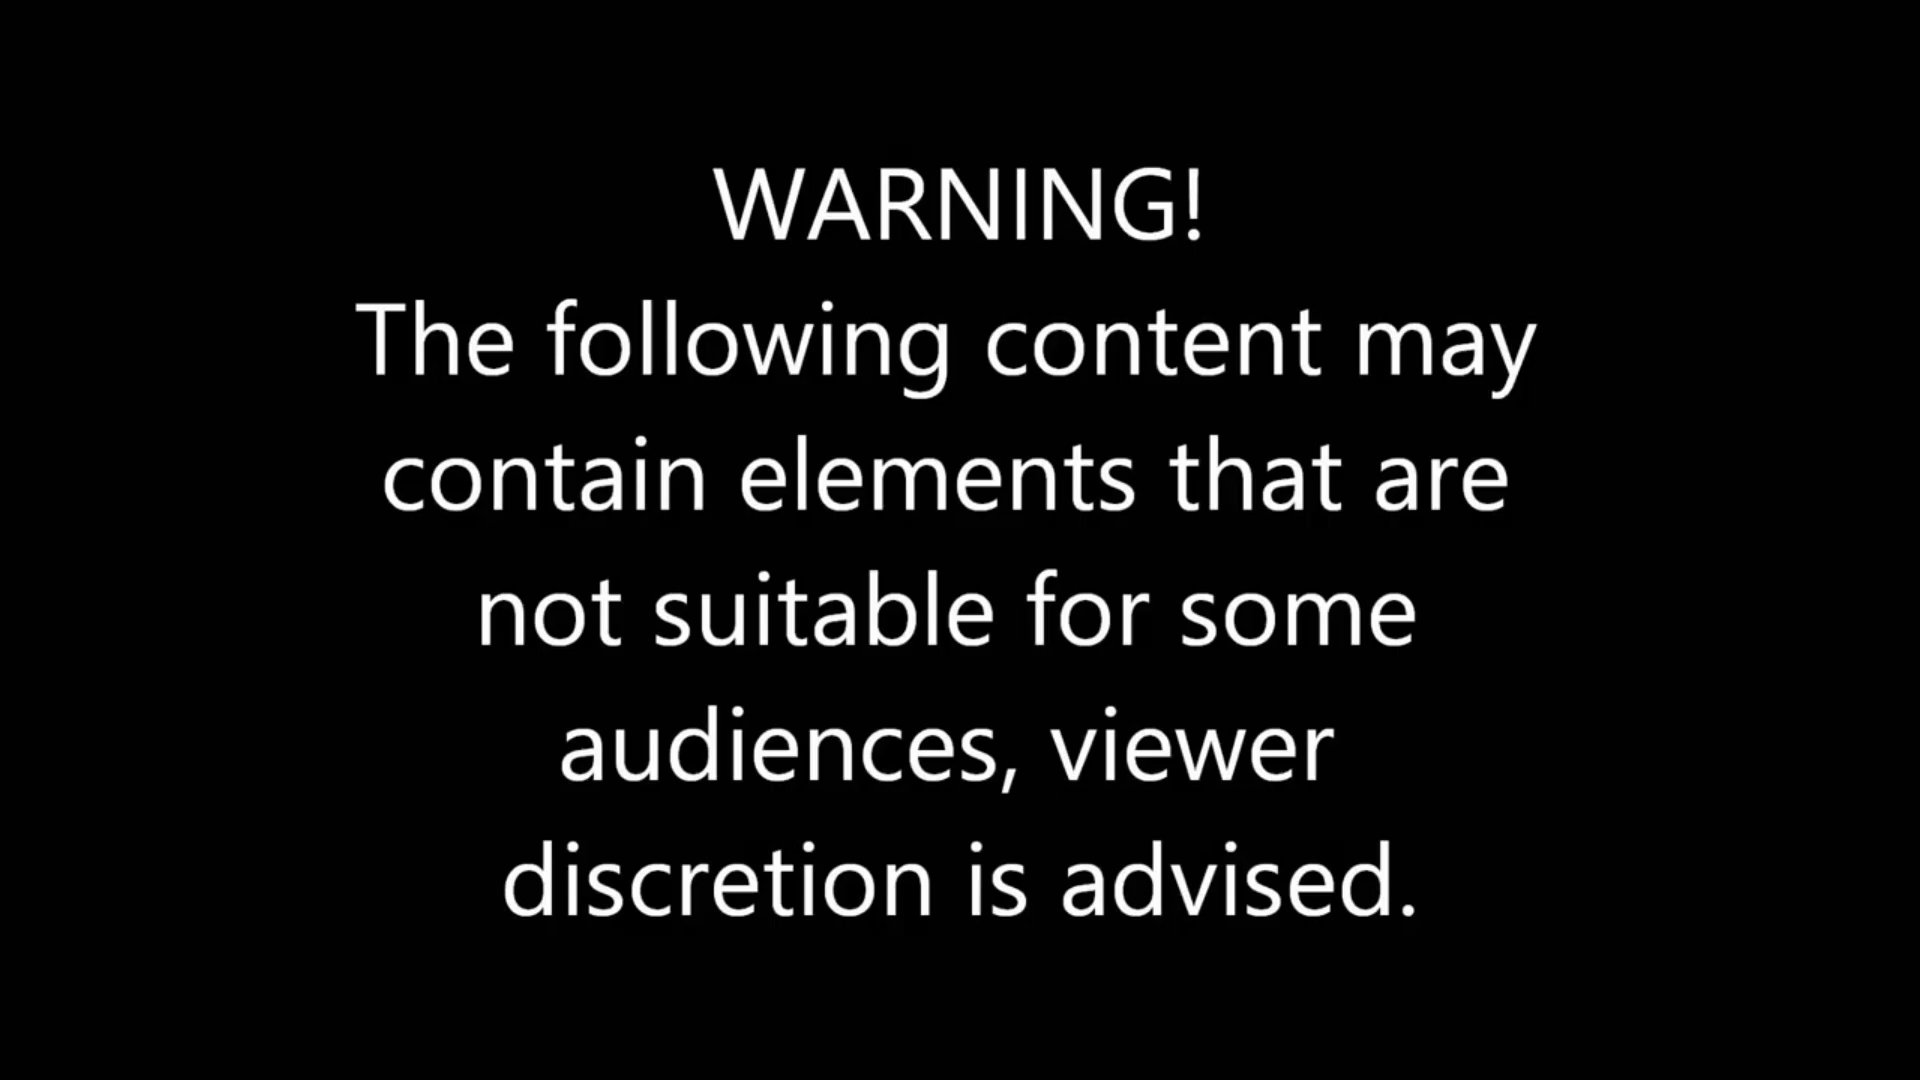 WARNING!
The following content may
contain elements that are
not suitable for some
audiences, viewer
discretion is advised.